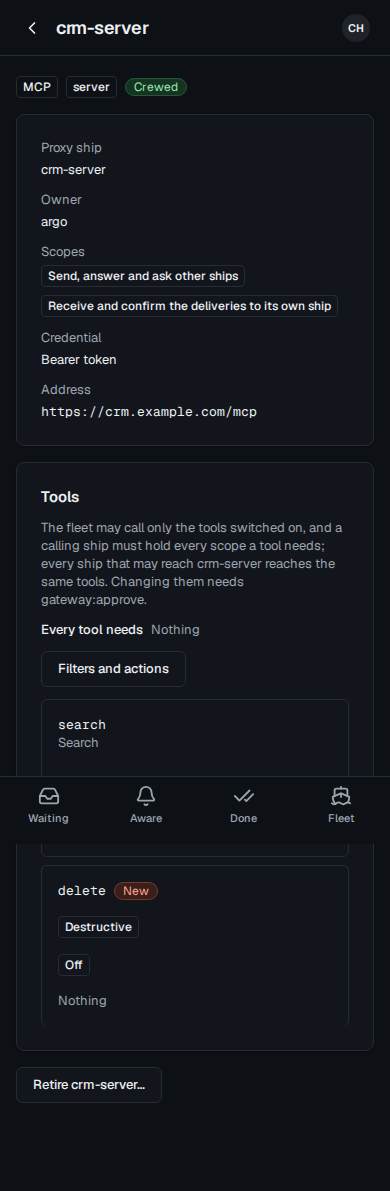 crm-server
CH
MCP
server
Crewed
Proxy ship
crm-server
Owner
argo
Scopes
Send, answer and ask other ships
Receive and confirm the deliveries to its own ship
Credential
Bearer token
Address
https://crm.example.com/mcp
Tools
The fleet may call only the tools switched on, and a
calling ship must hold every scope a tool needs;
every ship that may reach crm-server reaches the
same tools. Changing them needs
gateway:approve.
Every tool needs Nothing
Filters and actions
search
Search
Waiting
Aware
Done
Fleet
delete New
Destructive
Off
Nothing
Retire crm-server...